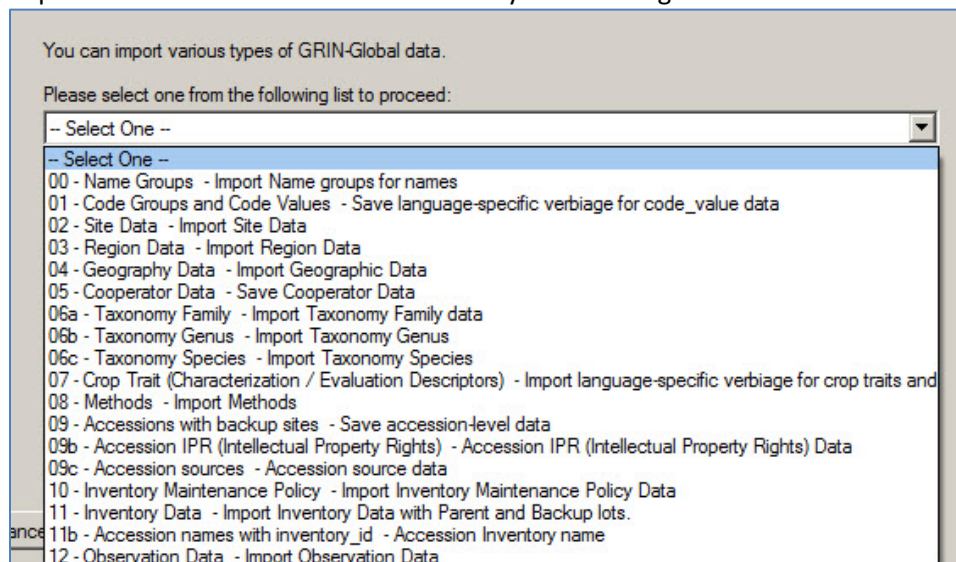 You can import various types of GRIN-Global data.
Please select one from the following list to proceed:
-- Select One --
-- Select One --
00 - Name Groups - Import Name groups for names
01 - Code Groups and Code Values - Save language-specific verbiage for code_value data
02 - Site Data - Import Site Data
03 - Region Data - Import Region Data
04 - Geography Data - Import Geographic Data
05 - Cooperator Data - Save Cooperator Data
06a - Taxonomy Family - Import Taxonomy Family data
06b - Taxonomy Genus - Import Taxonomy Genus
06c - Taxonomy Species - Import Taxonomy Species
07 - Crop Trait (Characterization / Evaluation Descriptors) - Import language-specific verbiage for crop traits and
08 - Methods - Import Methods
09 - Accessions with backup sites - Save accession-level data
09b - Accession IPR (Intellectual Property Rights) - Accession IPR (Intellectual Property Rights) Data
09c - Accession sources - Accession source data
10 - Inventory Maintenance Policy - Import Inventory Maintenance Policy Data
11 - Inventory Data - Import Inventory Data with Parent and Backup lots.
11b - Accession names with inventory_id - Accession Inventory name
12 - Observation Data - Import Observation Data